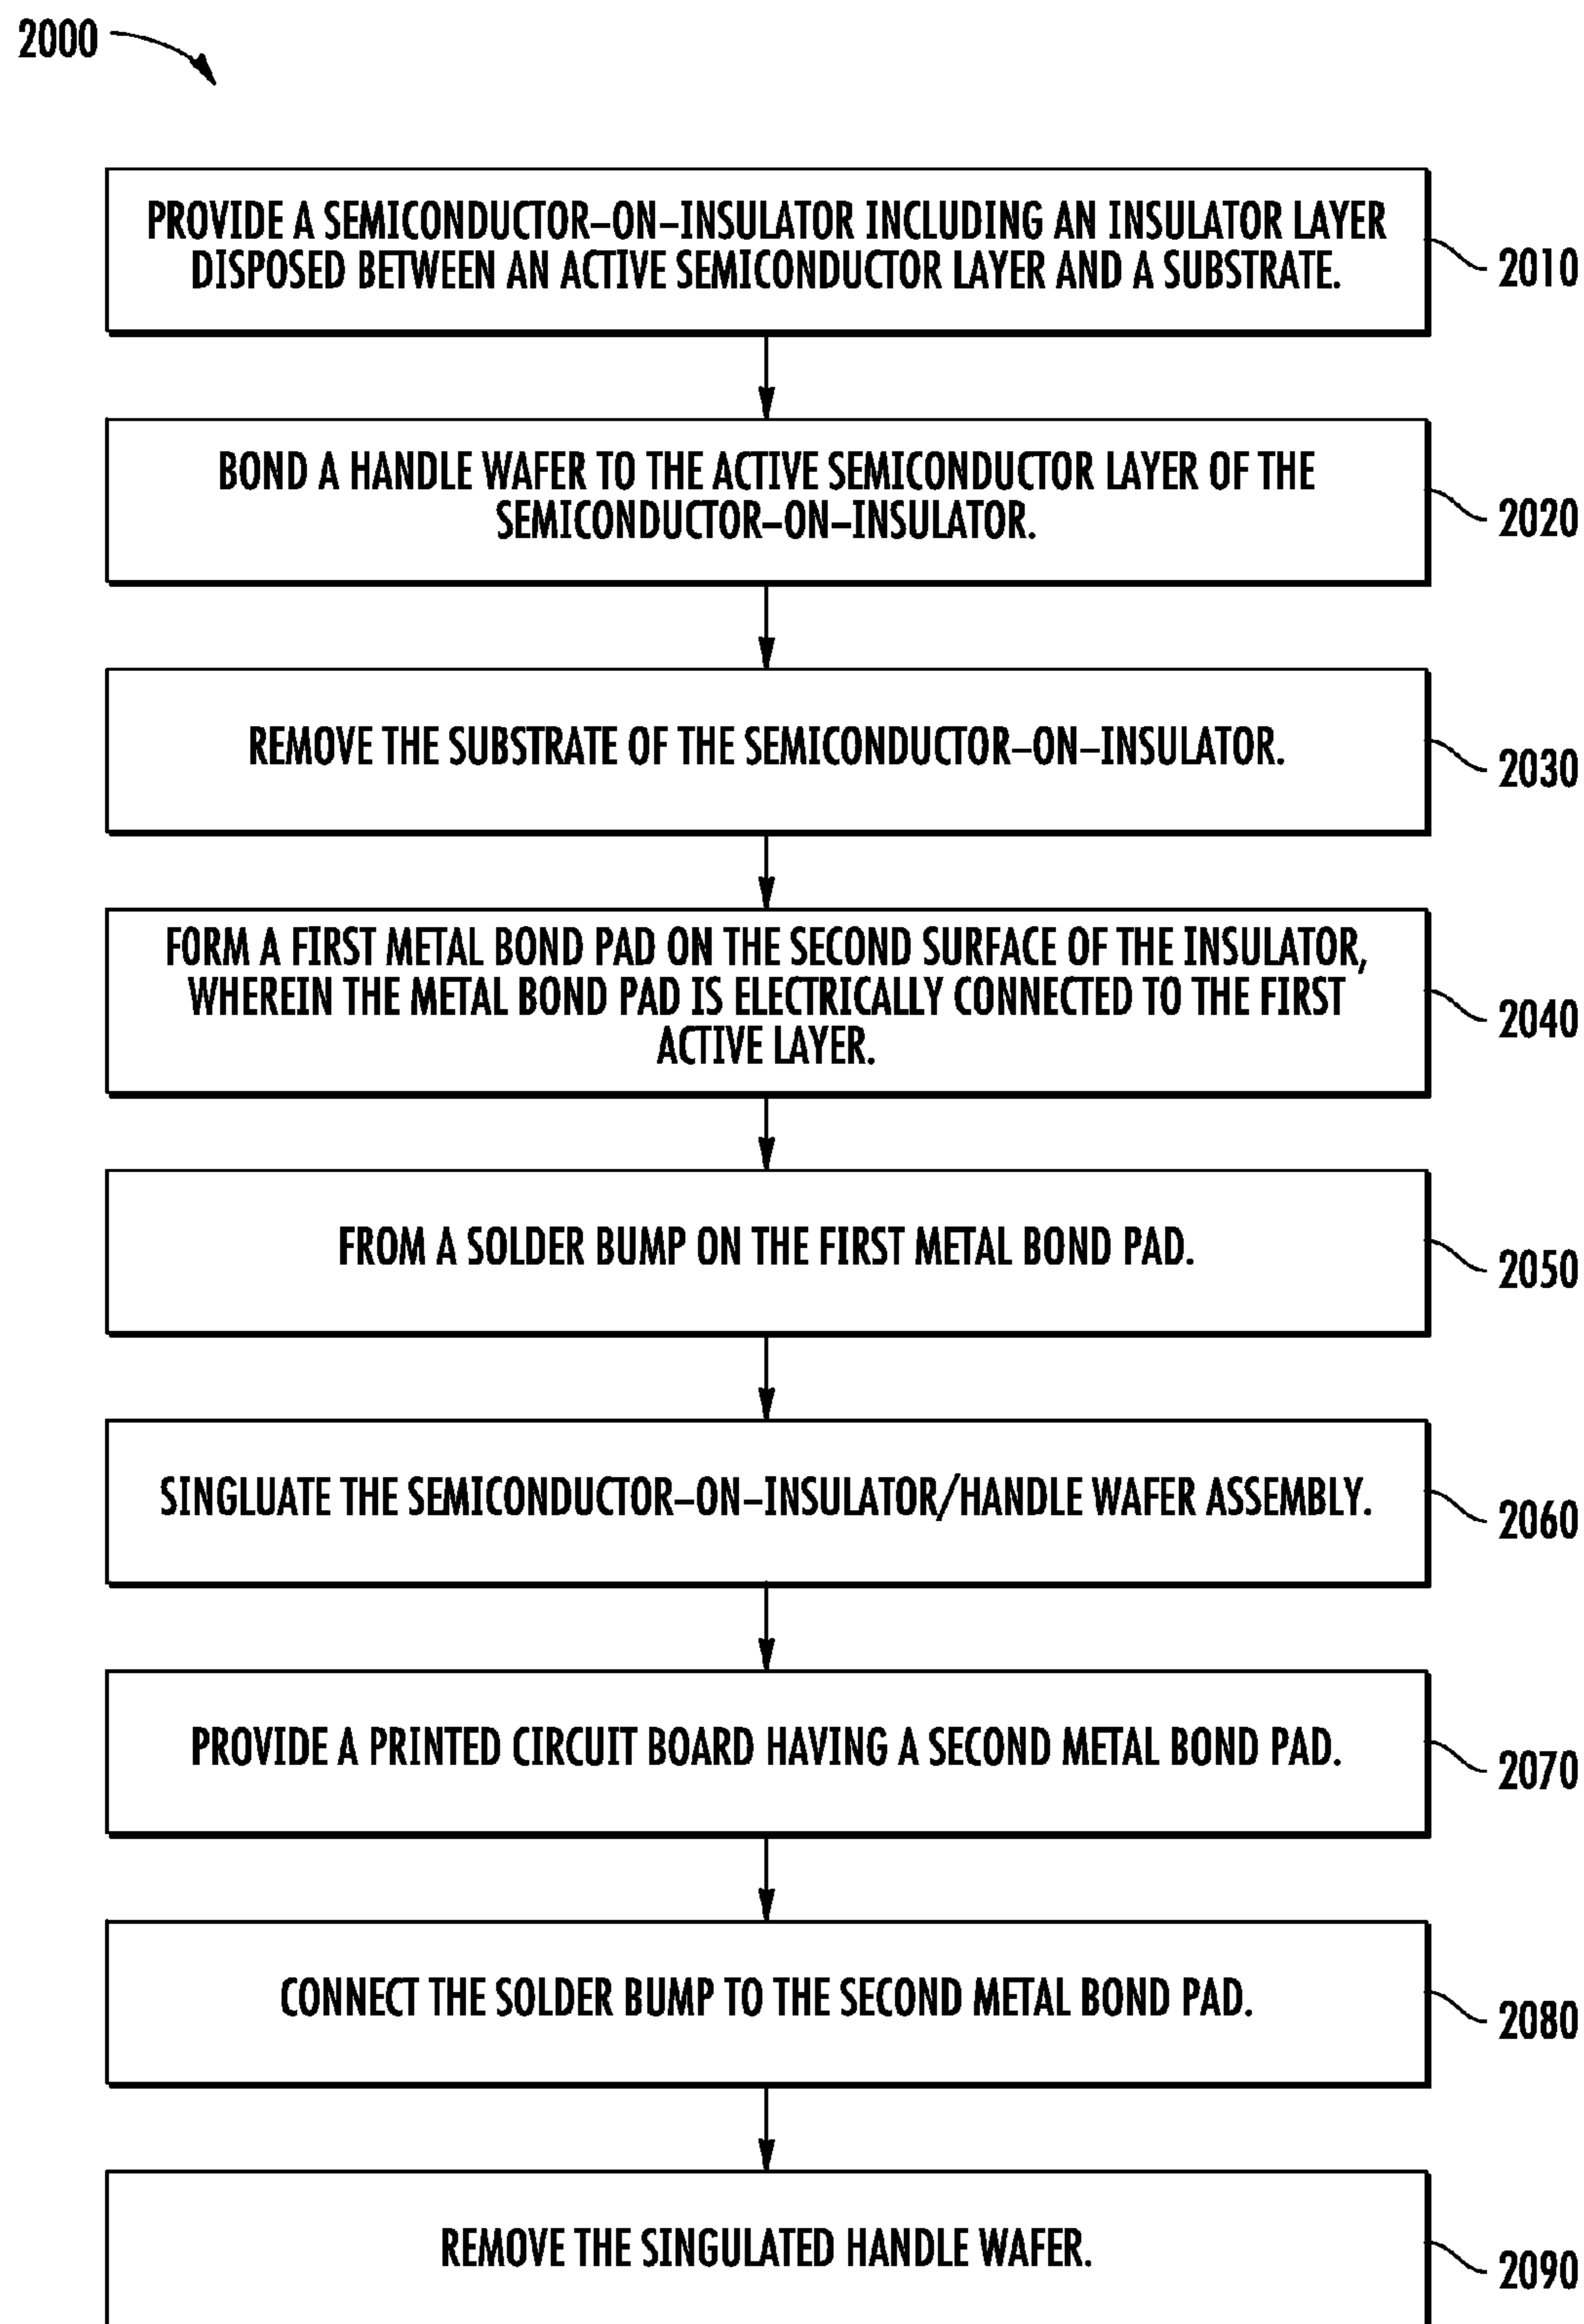 2000
PROVIDE A SEMICONDUCTOR–ON–INSULATOR INCLUDING AN INSULATOR LAYER
DISPOSED BETWEEN AN ACTIVE SEMICONDUCTOR LAYER AND A SUBSTRATE.
2010
BOND A HANDLE WAFER TO THE ACTIVE SEMICONDUCTOR LAYER OF THE
SEMICONDUCTOR–ON–INSULATOR.
2020
REMOVE THE SUBSTRATE OF THE SEMICONDUCTOR–ON–INSULATOR.
2030
FORM A FIRST METAL BOND PAD ON THE SECOND SURFACE OF THE INSULATOR,
WHEREIN THE METAL BOND PAD IS ELECTRICALLY CONNECTED TO THE FIRST
ACTIVE LAYER.
2040
FROM A SOLDER BUMP ON THE FIRST METAL BOND PAD.
2050
SINGLUATE THE SEMICONDUCTOR–ON–INSULATOR/HANDLE WAFER ASSEMBLY.
2060
PROVIDE A PRINTED CIRCUIT BOARD HAVING A SECOND METAL BOND PAD.
2070
CONNECT THE SOLDER BUMP TO THE SECOND METAL BOND PAD.
2080
REMOVE THE SINGULATED HANDLE WAFER.
2090